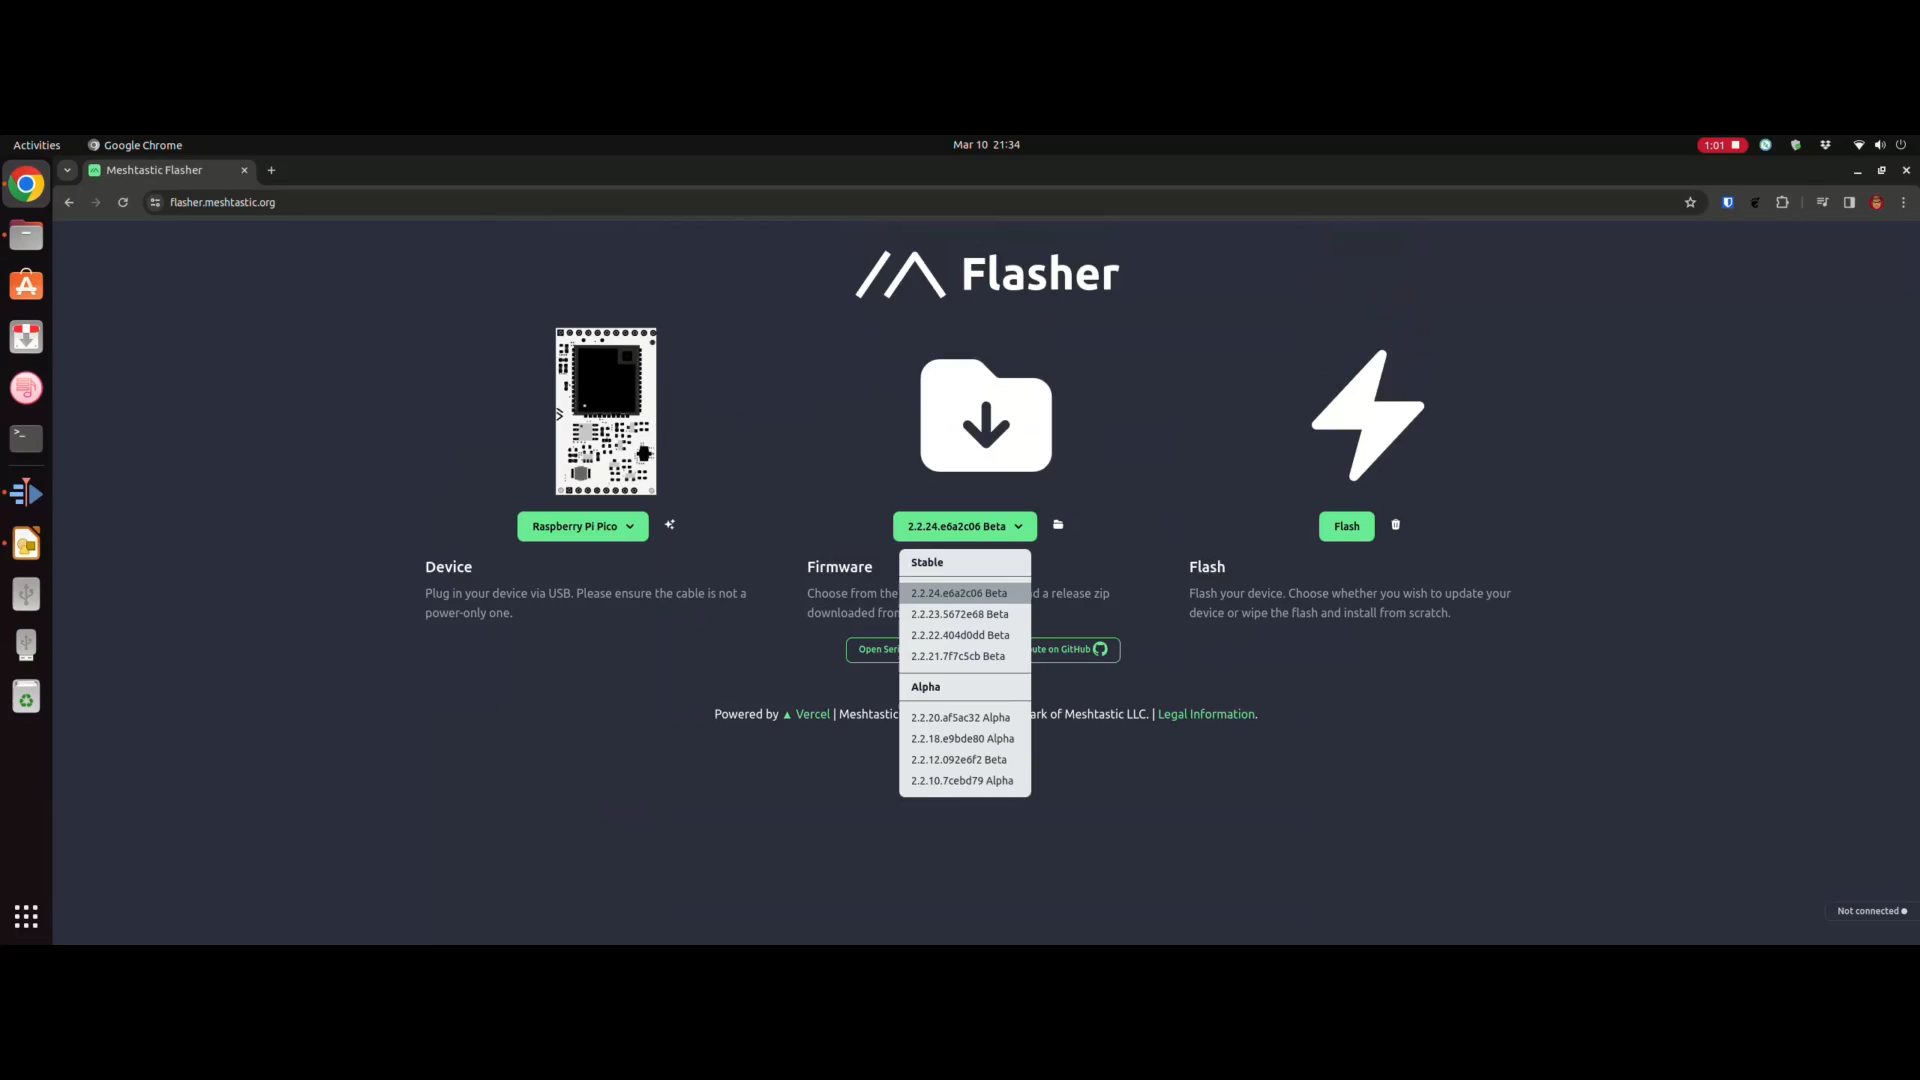 Activities
Google Chrome
Mar 10 21:34
1:01
Meshtastic Flasher
flasher.meshtastic.org
Flasher
Raspberry Pi Pico
2.2.24.e6a2c06 Beta
Flash
Device
Plug in your device via USB. Please ensure the cable is not a
power-only one.
Firmware
Choose from the
d a release zip
downloaded from
Stable
2.2.24.e6a2c06 Beta
2.2.23.5672e68 Beta
2.2.22.404d0dd Beta
2.2.21.7f7c5cb Beta
Alpha
2.2.20.af5ac32 Alpha
2.2.18.e9bde80 Alpha
2.2.12.092e6f2 Beta
2.2.10.7cebd79 Alpha
Flash
Flash your device. Choose whether you wish to update your
device or wipe the flash and install from scratch.
Open Seri
ute on GitHub
Powered by ▲ Vercel | Meshtastic
ark of Meshtastic LLC. | Legal Information.
Not connected